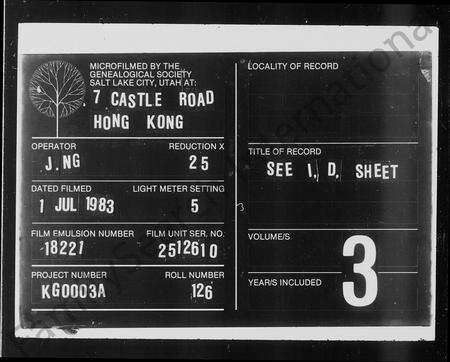 MICROFILMED BY THE
GENEALOGICAL SOCIETY
SALT LAKE CITY, UTAH AT:
7 CASTLE ROAD
HONG KONG
OPERATOR REDUCTION X
J. NG 25
DATED FILMED LIGHT METER SETTING
1 JUL 1983 5
FILM EMULSION NUMBER FILM UNIT SER. NO.
18221 2512610
PROJECT NUMBER ROLL NUMBER
KG0003A 126
LOCALITY OF RECORD
TITLE OF RECORD
SEE I. D. SHEET
VOLUME/S
3
YEAR/S INCLUDED